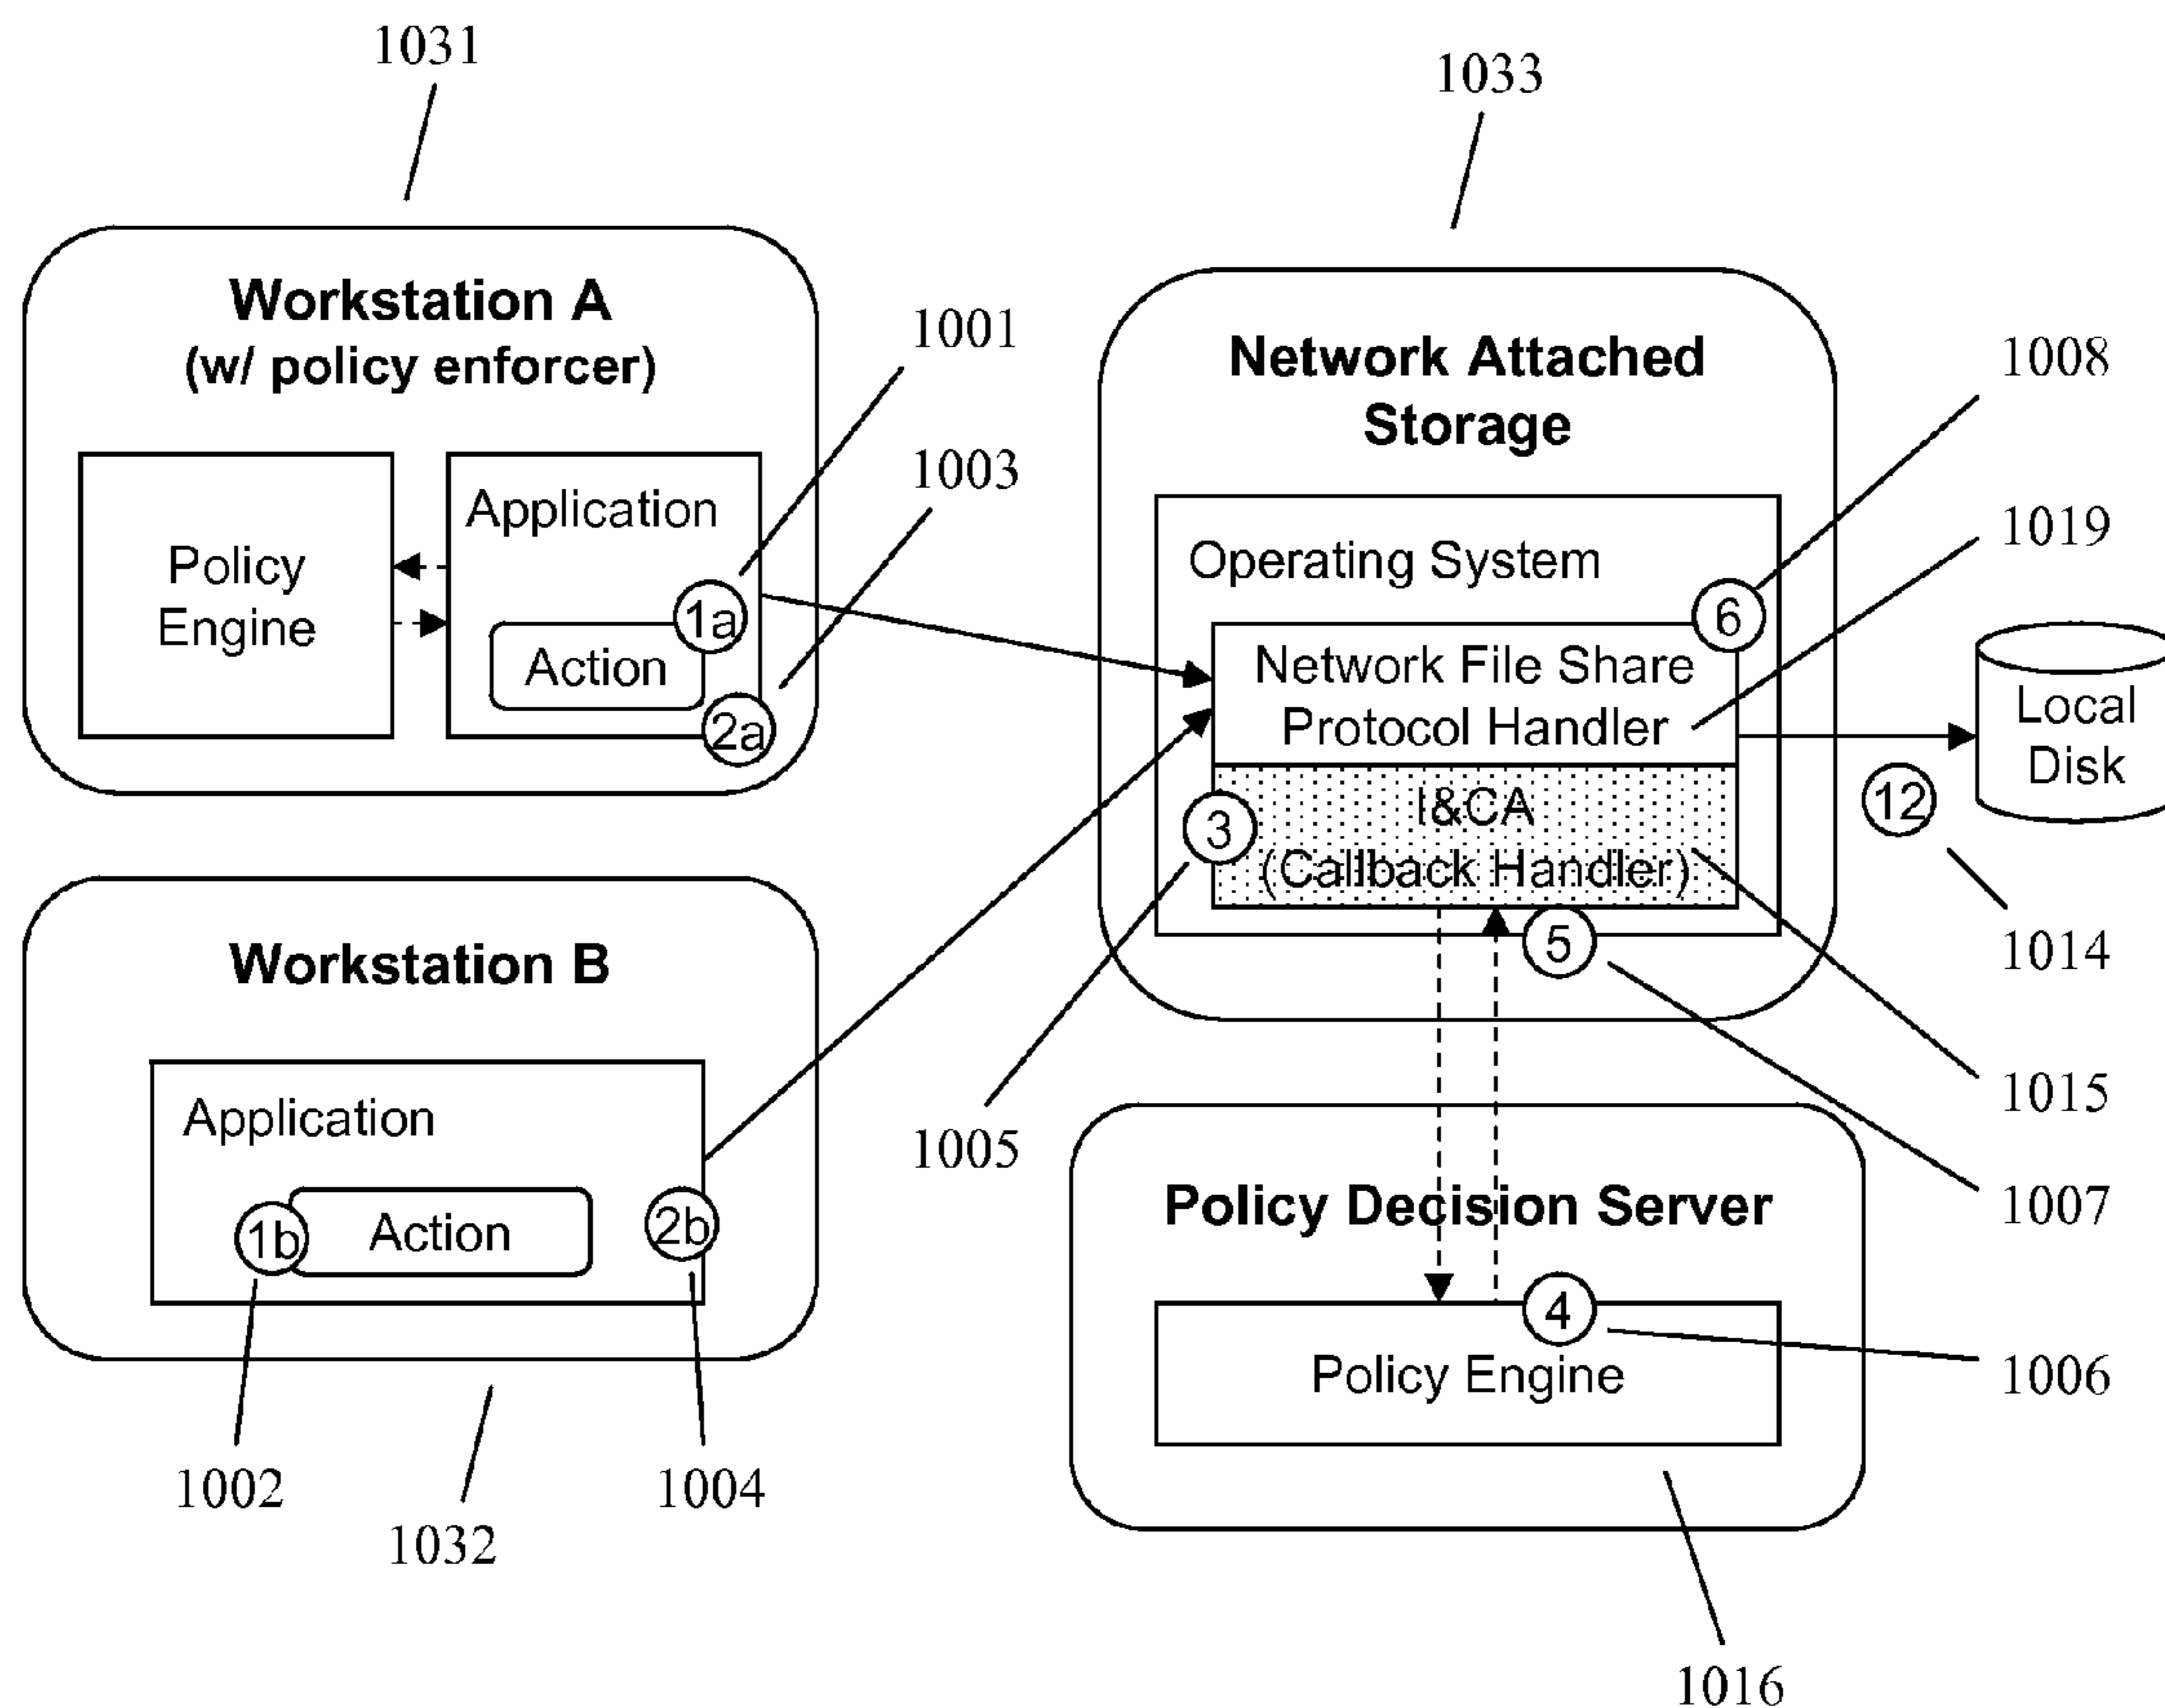 1031
1033
Workstation A
(w/ policy enforcer)
1001
1003
Policy
Engine
Application
Action
1a
2a
Network Attached
Storage
1008
1019
Operating System
6
Network File Share
Protocol Handler
I&CA
(Callback Handler)
3
5
Local
Disk
12
1014
1015
1007
1005
Workstation B
Application
1b
Action
2b
1002
1004
1032
Policy Decision Server
4
Policy Engine
1006
1016